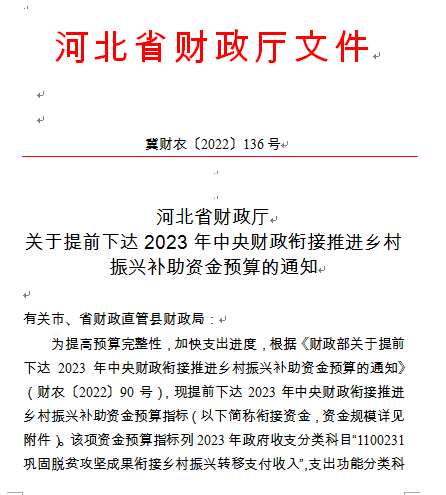 河北省财政厅文件
冀财农〔2022〕136 号
河北省财政厅
关于提前下达 2023 年中央财政衔接推进乡村
振兴补助资金预算的通知
有关市、省财政直管县财政局：
为提高预算完整性，加快支出进度，根据《财政部关于提前
下达 2023 年中央财政衔接推进乡村振兴补助资金预算的通知》
（财农〔2022〕90 号），现提前下达 2023 年中央财政衔接推进
乡村振兴补助资金预算指标（以下简称衔接资金，资金规模详见
附件）。该项资金预算指标列 2023 年政府收支分类科目“1100231
巩固脱贫攻坚成果衔接乡村振兴转移支付收入”,支出功能分类科